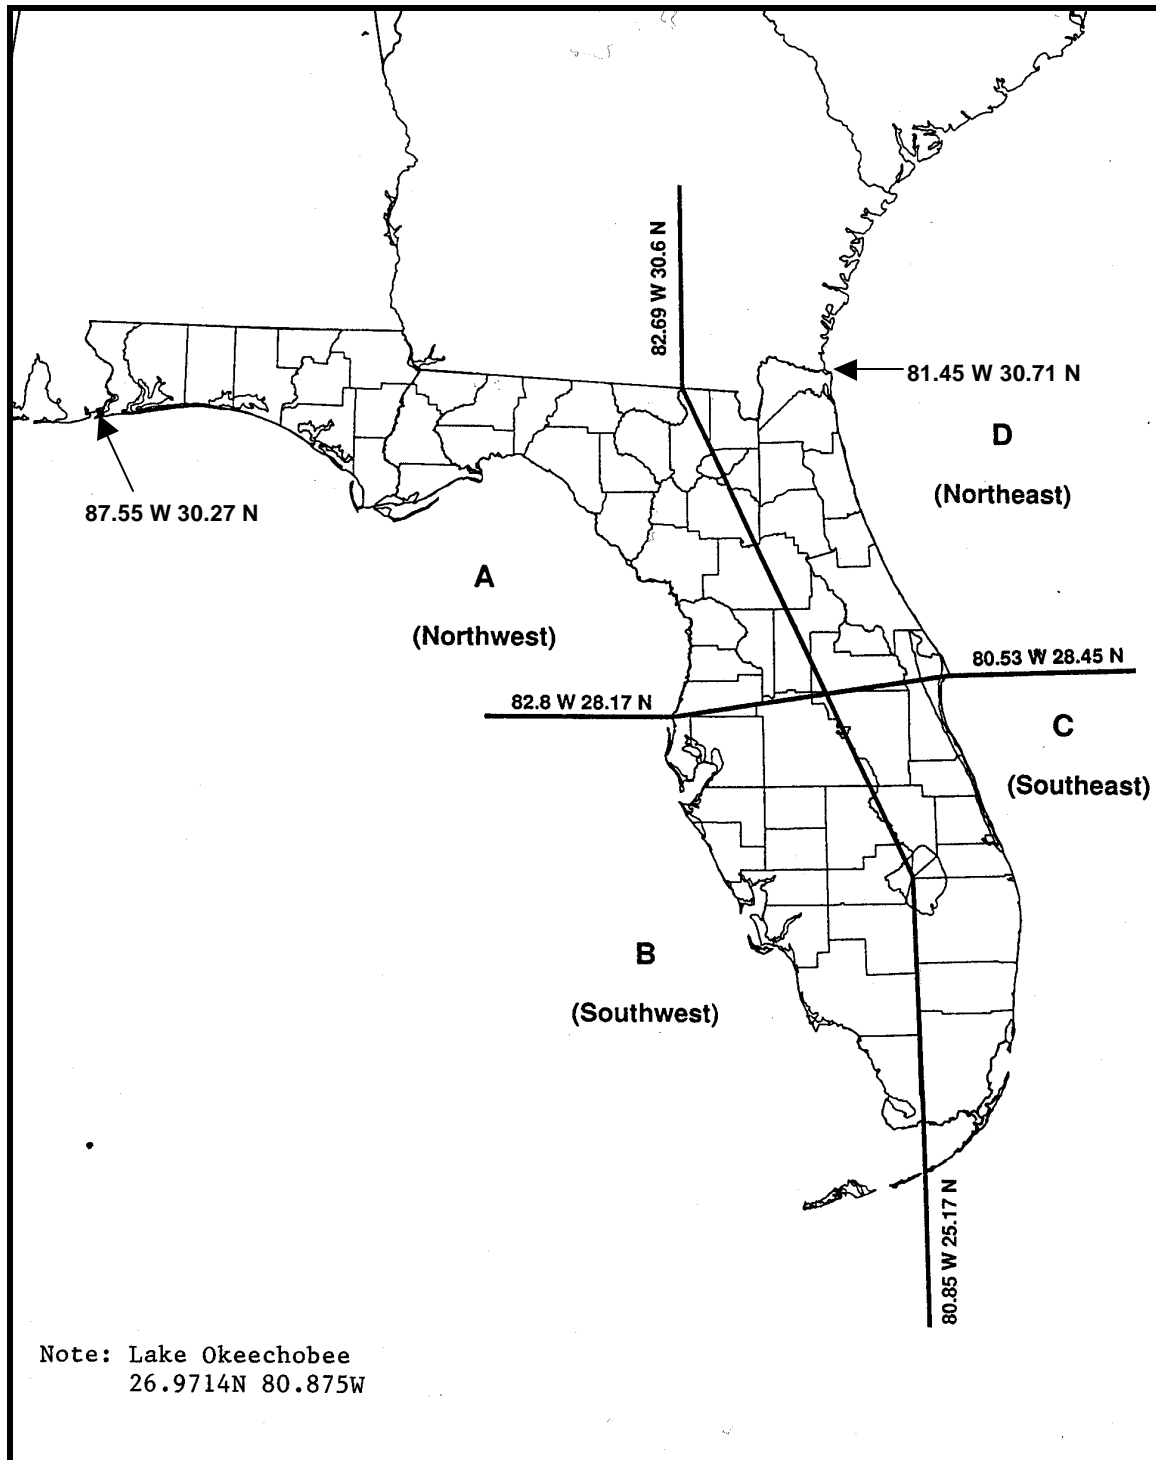 82.69 W 30.6 N
81.45 W 30.71 N
D
(Northeast)
87.55 W 30.27 N
A
(Northwest)
80.53 W 28.45 N
82.8 W 28.17 N
C
(Southeast)
B
(Southwest)
80.85 W 25.17 N
Note: Lake Okeechobee
26.9714N 80.875W